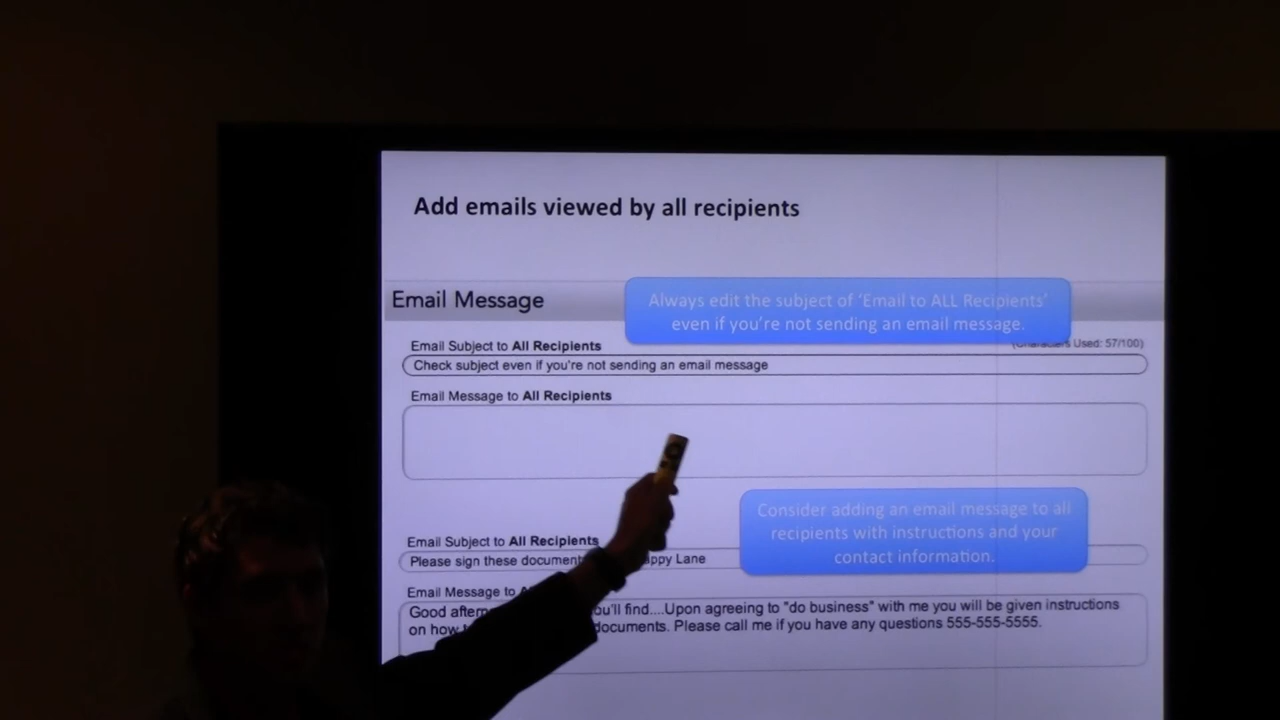 Add emails viewed by all recipients
Email Message
Always edit the subject of ‘Email to ALL Recipients’
even if you’re not sending an email message.
Email Subject to All Recipients
(Characters Used: 57/100)
Check subject even if you're not sending an email message
Email Message to All Recipients
Consider adding an email message to all
recipients with instructions and your
contact information.
Email Subject to All Recipients
Please sign these document appy Lane
Email Message to
Good aftern ou'll find....Upon agreeing to "do business" with me you will be given instructions
on how documents. Please call me if you have any questions 555-555-5555.